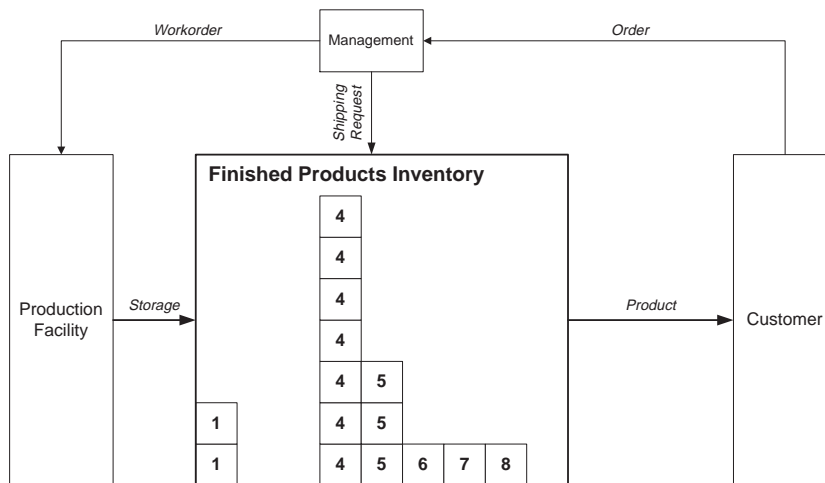 Workorder
Management
Order
Shipping
Request
Finished Products Inventory
4
4
4
Production
Facility
Storage
4
Product
Customer
4 5
1 4 5
1 4 5 6 7 8